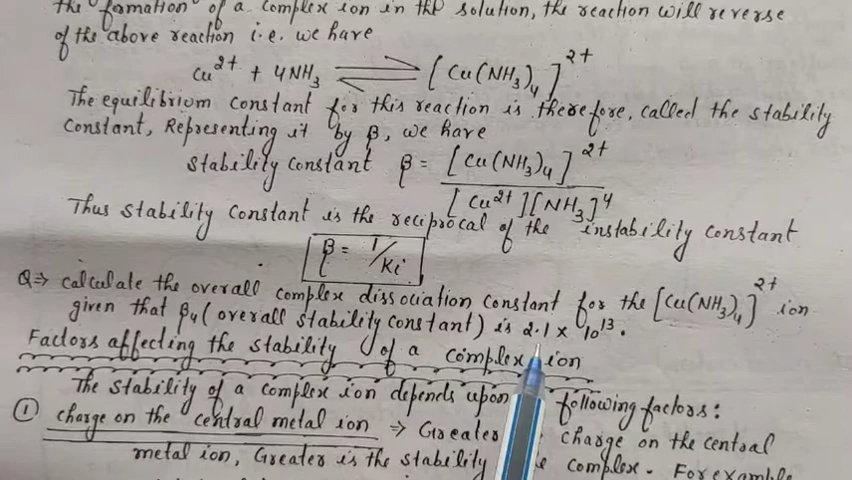 the formation of a complex ion in the solution, the reaction will reverse
of the above reaction i.e. we have
Cu2+ + 4NH3 ⇌ [Cu(NH3)4]2+
The equilibrium constant for this reaction is therefore, called the stability
Constant, Representing it by β, we have
Stability Constant β = [Cu(NH3)4]2+
[Cu2+][NH3]4
Thus stability Constant is the reciprocal of the instability constant
β = 1/Ki
Q⇒ calculate the overall complex dissociation Constant for the [Cu(NH3)4]2+ ion
given that β4 (overall stability constant) is 2.1 x 10^13.
Factors affecting the stability of a complex ion
The stability of a complex ion depends upon following factors:
① charge on the central metal ion ⇒ Greater charge on the central
metal ion, Greater is the stability complex. For example